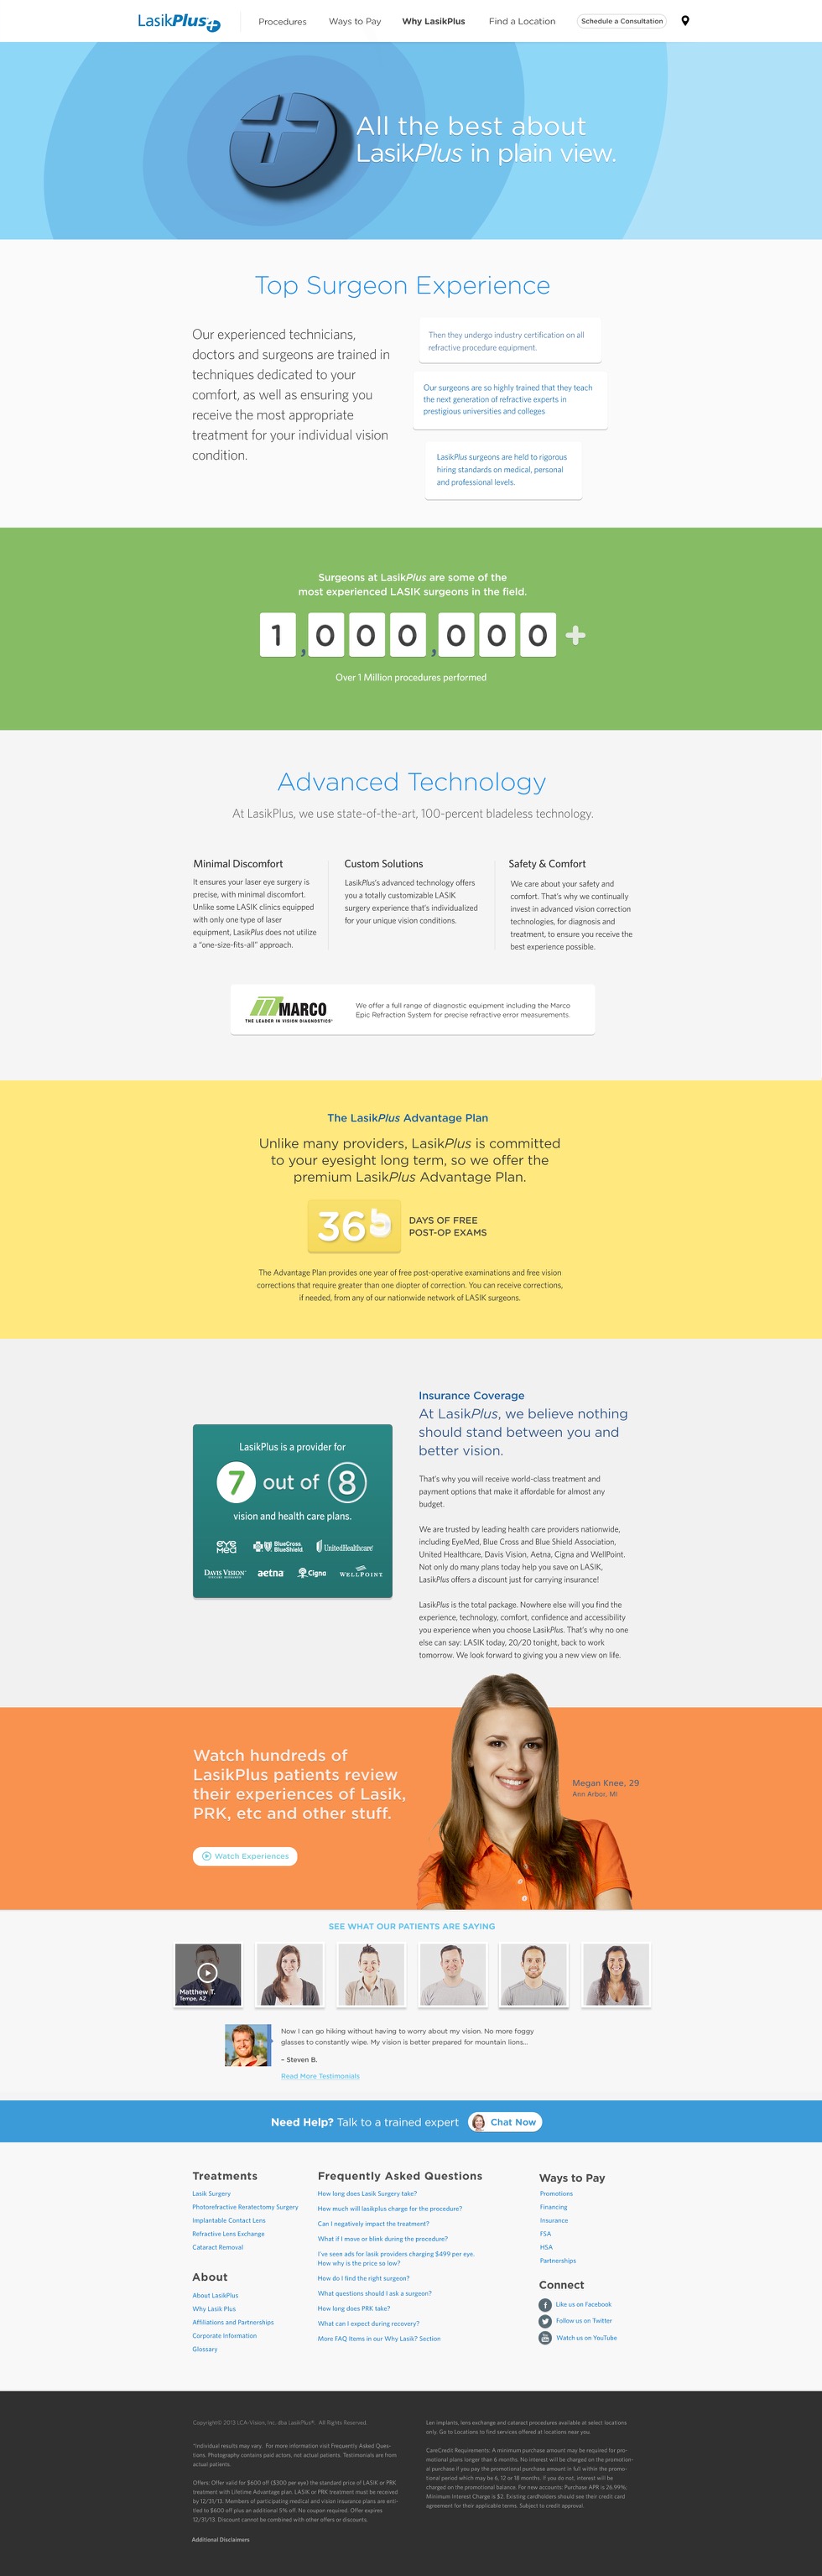 LasikPlus
Procedures
Ways to Pay
Why LasikPlus
Find a Location
Schedule a Consultation
All the best about
LasikPlus in plain view.
Top Surgeon Experience
Our experienced technicians,
doctors and surgeons are trained in
techniques dedicated to your
comfort, as well as ensuring you
receive the most appropriate
treatment for your individual vision
condition.
Then they undergo industry certification on all
refractive procedure equipment.
Our surgeons are so highly trained that they teach
the next generation of refractive experts in
prestigious universities and colleges
LasikPlus surgeons are held to rigorous
hiring standards on medical, personal
and professional levels.
Surgeons at LasikPlus are some of the
most experienced LASIK surgeons in the field.
1,000,000 +
Over 1 Million procedures performed
Advanced Technology
At LasikPlus, we use state-of-the-art, 100-percent bladeless technology.
Minimal Discomfort
It ensures your laser eye surgery is
precise, with minimal discomfort.
Unlike some LASIK clinics equipped
with only one type of laser
equipment, LasikPlus does not utilize
a "one-size-fits-all" approach.
Custom Solutions
LasikPlus's advanced technology offers
you a totally customizable LASIK
surgery experience that's individualized
for your unique vision conditions.
Safety & Comfort
We care about your safety and
comfort. That's why we continually
invest in advanced vision correction
technologies, for diagnosis and
treatment, to ensure you receive the
best experience possible.
MARCO
THE LEADER IN VISION DIAGNOSTICS
We offer a full range of diagnostic equipment including the Marco
Epic Refraction System for precise refractive error measurements.
The LasikPlus Advantage Plan
Unlike many providers, LasikPlus is committed
to your eyesight long term, so we offer the
premium LasikPlus Advantage Plan.
36
DAYS OF FREE
POST-OP EXAMS
The Advantage Plan provides one year of free post-operative examinations and free vision
corrections that require greater than one diopter of correction. You can receive corrections,
if needed, from any of our nationwide network of LASIK surgeons.
LasikPlus is a provider for
7 out of 8
vision and health care plans.
eye med
BlueCross BlueShield
UnitedHealthcare
DAVIS VISION
aetna
Cigna
WELLPOINT
Insurance Coverage
At LasikPlus, we believe nothing
should stand between you and
better vision.
That's why you will receive world-class treatment and
payment options that make it affordable for almost any
budget.
We are trusted by leading health care providers nationwide,
including EyeMed, Blue Cross and Blue Shield Association,
United Healthcare, Davis Vision, Aetna, Cigna and WellPoint.
Not only do many plans today help you save on LASIK,
LasikPlus offers a discount just for carrying insurance!
LasikPlus is the total package. Nowhere else will you find the
experience, technology, comfort, confidence and accessibility
you experience when you choose LasikPlus. That's why no one
else can say: LASIK today, 20/20 tonight, back to work
tomorrow. We look forward to giving you a new view on life.
Watch hundreds of
LasikPlus patients review
their experiences of Lasik,
PRK, etc and other stuff.
Watch Experiences
Megan Knee, 29
Ann Arbor, MI
SEE WHAT OUR PATIENTS ARE SAYING
Matthew T.
Tempe, AZ
Now I can go hiking without having to worry about my vision. No more foggy
glasses to constantly wipe. My vision is better prepared for mountain lions...
– Steven B.
Read More Testimonials
Need Help? Talk to a trained expert
Chat Now
Treatments
Lasik Surgery
Photorefractive Reratectomy Surgery
Implantable Contact Lens
Refractive Lens Exchange
Cataract Removal
About
About LasikPlus
Why Lasik Plus
Affiliations and Partnerships
Corporate Information
Glossary
Frequently Asked Questions
How long does Lasik Surgery take?
How much will lasikplus charge for the procedure?
Can I negatively impact the treatment?
What if I move or blink during the procedure?
I've seen ads for lasik providers charging $499 per eye.
How why is the price so low?
How do I find the right surgeon?
What questions should I ask a surgeon?
How long does PRK take?
What can I expect during recovery?
More FAQ Items in our Why Lasik? Section
Ways to Pay
Promotions
Financing
Insurance
FSA
HSA
Partnerships
Connect
Like us on Facebook
Follow us on Twitter
Watch us on YouTube
Copyright© 2013 LCA-Vision, Inc. dba LasikPlus®. All Rights Reserved.
*Individual results may vary. For more information visit Frequently Asked Ques-
tions. Photography contains paid actors, not actual patients. Testimonials are from
actual patients.
Offers: Offer valid for $600 off ($300 per eye) the standard price of LASIK or PRK
treatment with Lifetime Advantage plan. LASIK or PRK treatment must be received
by 12/31/13. Members of participating medical and vision insurance plans are enti-
tled to $600 off plus an additional 5% off. No coupon required. Offer expires
12/31/13. Discount cannot be combined with other offers or discounts.
Additional Disclaimers
Len implants, lens exchange and cataract procedures available at select locations
only. Go to Locations to find services offered at locations near you.
CareCredit Requirements: A minimum purchase amount may be required for pro-
motional plans longer than 6 months. No interest will be charged on the promotion-
al purchase if you pay the promotional purchase amount in full within the promo-
tional period which may be 6, 12 or 18 months. If you do not, interest will be
charged on the promotional balance. For new accounts: Purchase APR is 26.99%;
Minimum Interest Charge is $2. Existing cardholders should see their credit card
agreement for their applicable terms. Subject to credit approval.